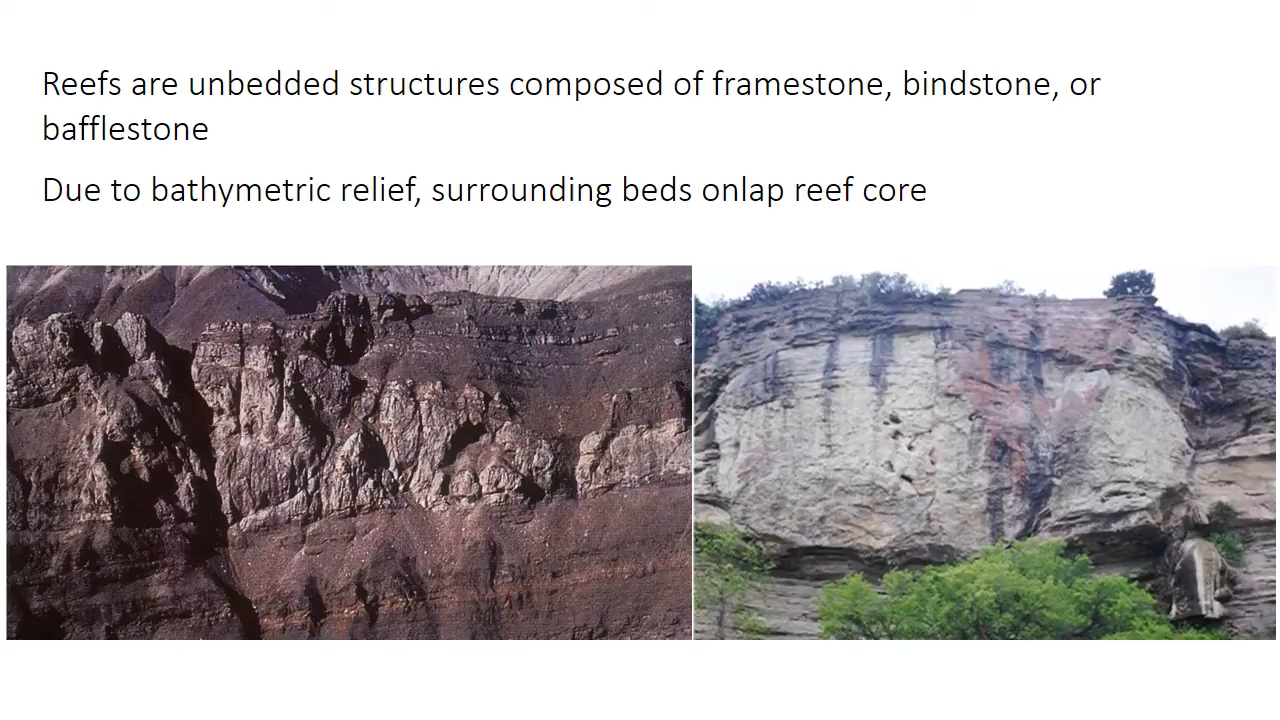 Reefs are unbedded structures composed of framestone, bindstone, or
bafflestone
Due to bathymetric relief, surrounding beds onlap reef core